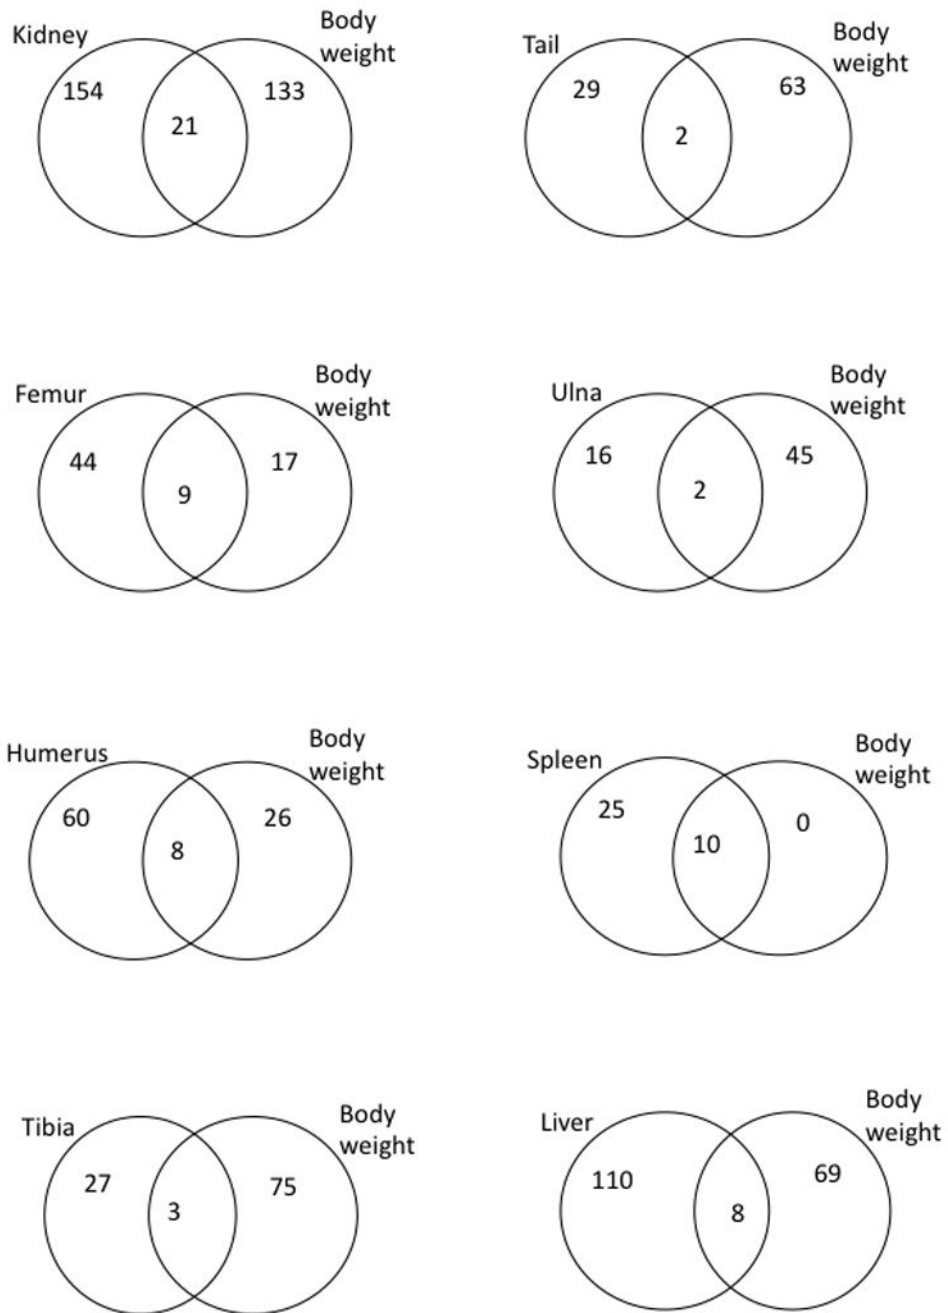 Kidney
Body
weight
154
21
133
Tail
Body
weight
29
2
63
Femur
Body
weight
44
9
17
Ulna
Body
weight
16
2
45
Humerus
Body
weight
60
8
26
Spleen
Body
weight
25
10
0
Tibia
Body
weight
27
3
75
Liver
Body
weight
110
8
69